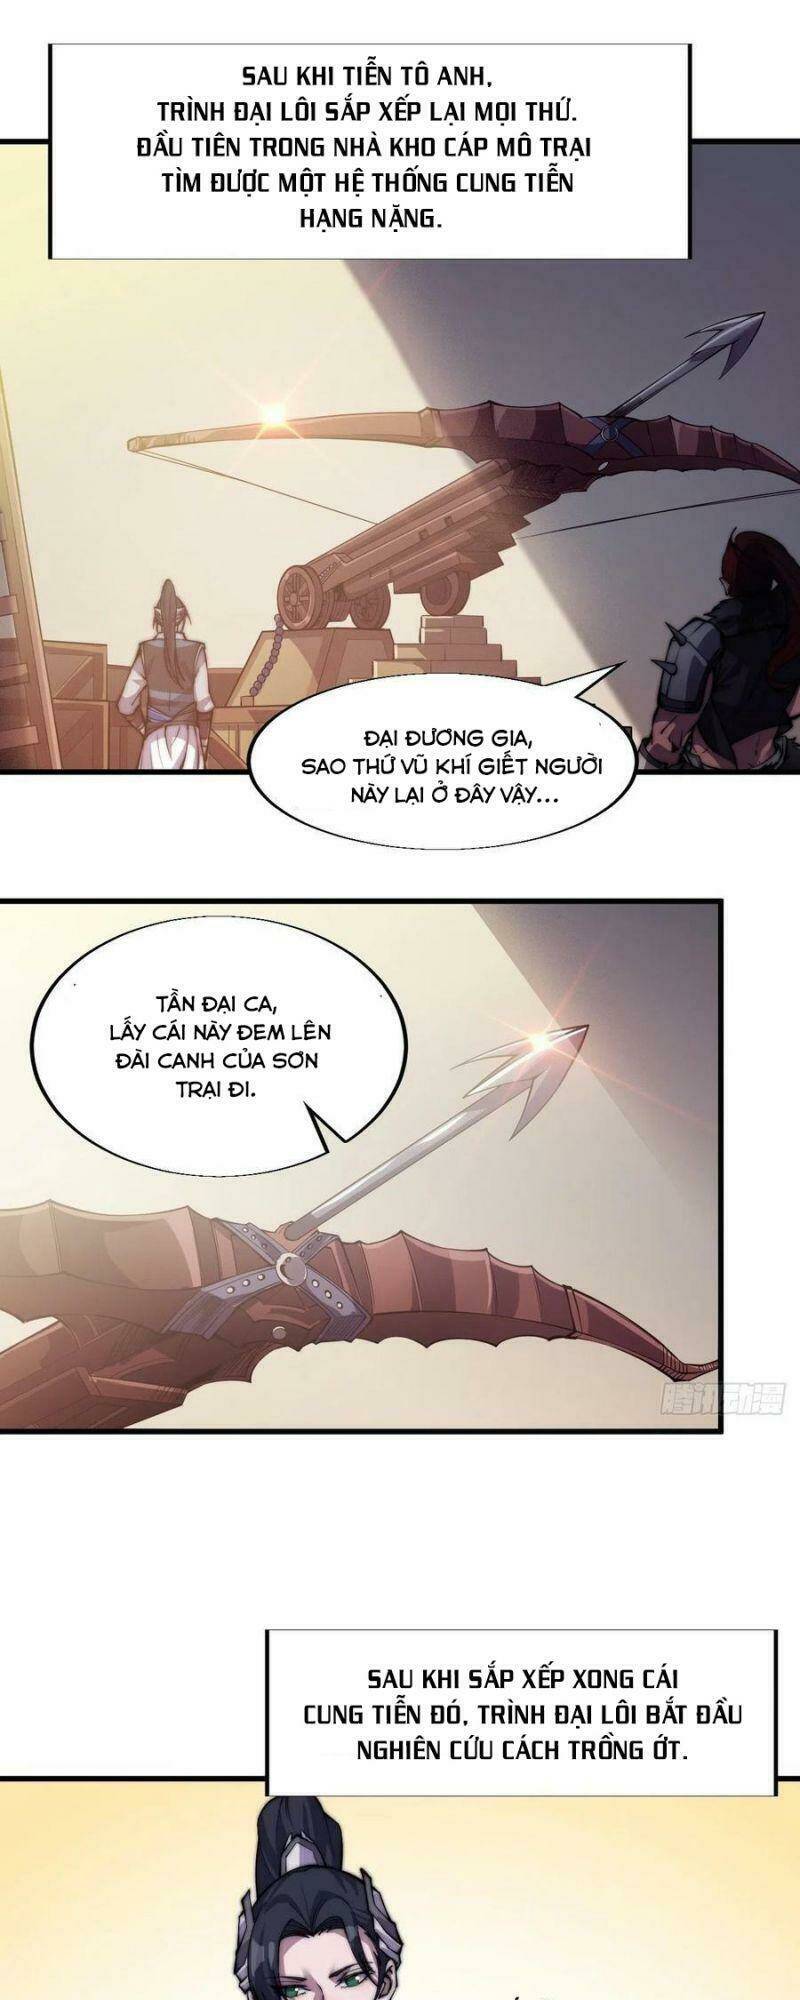 SAU KHI TIỄN TÔ ANH,
TRÌNH ĐẠI LÔI SẮP XẾP LẠI MỌI THỨ.
ĐẦU TIÊN TRONG NHÀ KHO CÁP MÔ TRẠI
TÌM ĐƯỢC MỘT HỆ THỐNG CUNG TIỄN
HẠNG NẶNG.
ĐẠI ĐƯƠNG GIA,
SAO THỨ VŨ KHÍ GIẾT NGƯỜI
NÀY LẠI Ở ĐÂY VẬY...
TẦN ĐẠI CA,
LẤY CÁI NÀY ĐEM LÊN
ĐÀI CANH CỦA SƠN
TRẠI ĐI.
腾讯动漫
SAU KHI SẮP XẾP XONG CÁI
CUNG TIỄN ĐÓ, TRÌNH ĐẠI LÔI BẮT ĐẦU
NGHIÊN CỨU CÁCH TRỒNG ỚT.